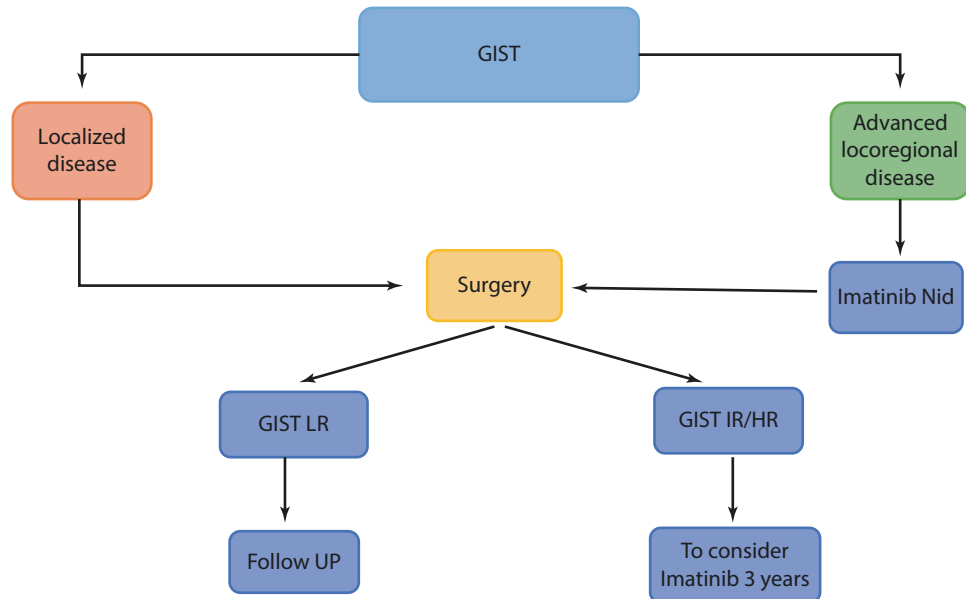 GIST
Localized
disease
Advanced
locoregional
disease
Surgery
Imatinib Nid
GIST LR
GIST IR/HR
Follow UP
To consider
Imatinib 3 years